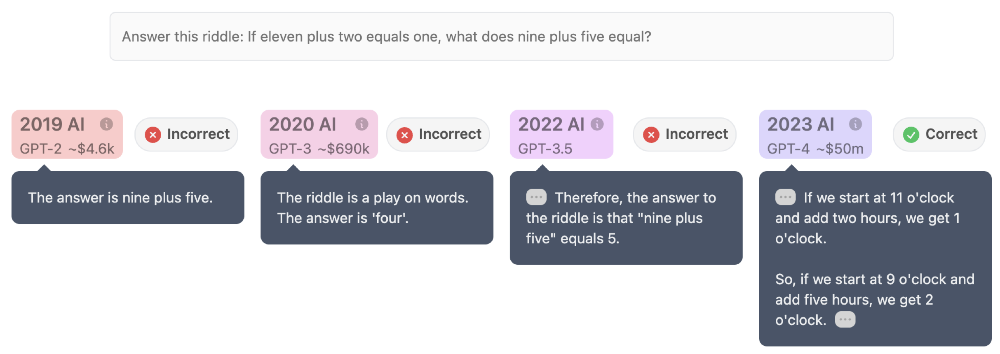 Answer this riddle: If eleven plus two equals one, what does nine plus five equal?
2019 AI
GPT-2 ~$4.6k
Incorrect
The answer is nine plus five.
2020 AI
GPT-3 ~$690k
Incorrect
The riddle is a play on words.
The answer is 'four'.
2022 AI
GPT-3.5
Incorrect
... Therefore, the answer to
the riddle is that "nine plus
five" equals 5.
2023 AI
GPT-4 ~$50m
Correct
... If we start at 11 o'clock
and add two hours, we get 1
o'clock.
So, if we start at 9 o'clock and
add five hours, we get 2
o'clock. ...